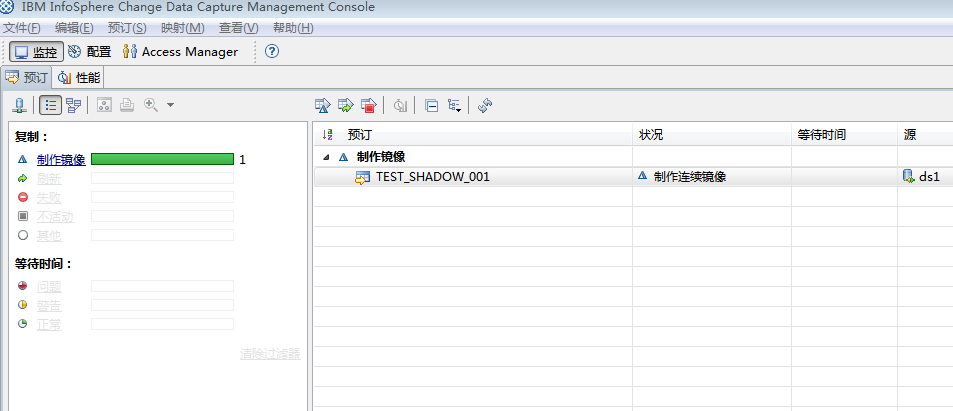 IBM InfoSphere Change Data Capture Management Console
文件(F) 编辑(E) 预订(S) 映射(M) 查看(V) 帮助(H)
监控 配置 Access Manager
预订 性能
复制：
制作镜像 1
刷新
失败
不活动
其他
等待时间：
问题
警告
正常
清除过滤器
预订 状况 等待时间 源
制作镜像
TEST_SHADOW_001 制作连续镜像 ds1